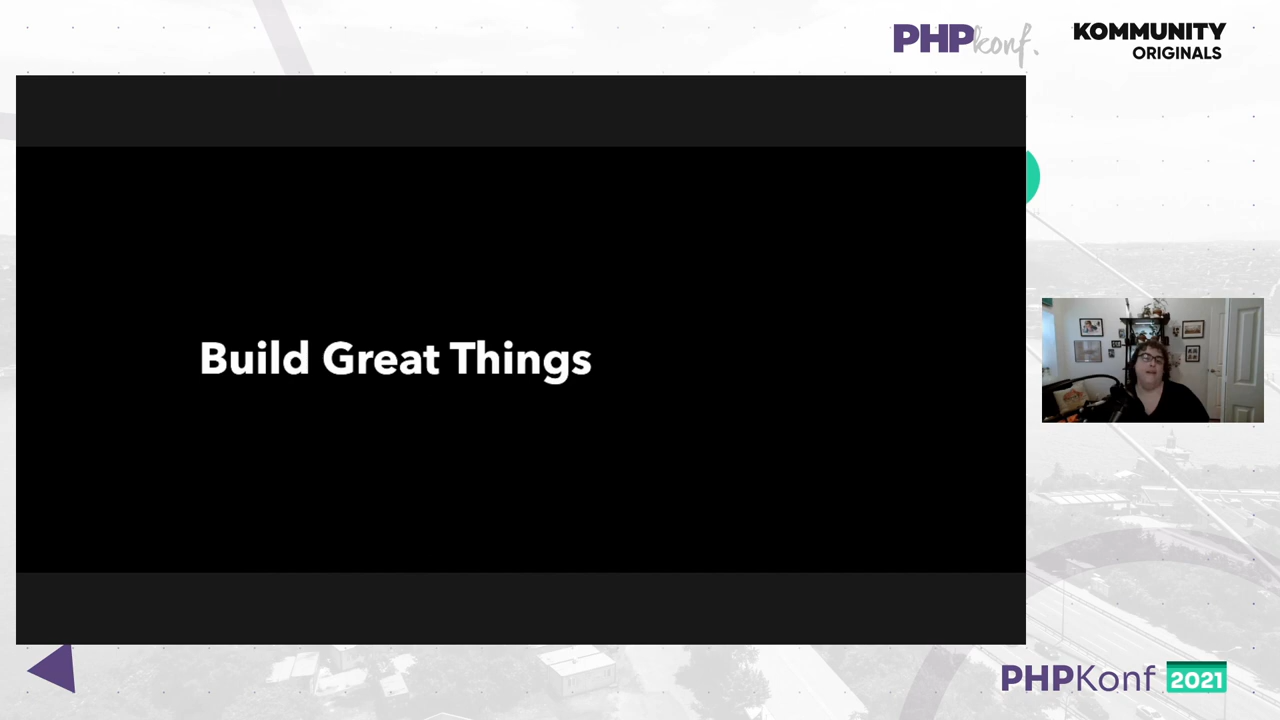 PHPkonf.
KOMMUNITY
ORIGINALS
Build Great Things
PHPKonf 2021